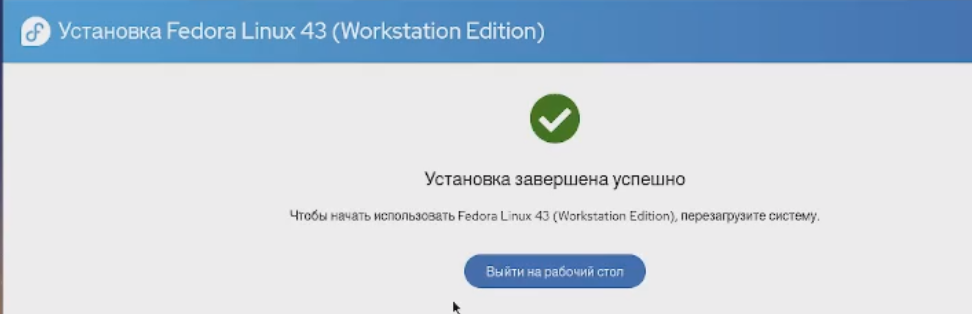 Установка Fedora Linux 43 (Workstation Edition)
Установка завершена успешно
Чтобы начать использовать Fedora Linux 43 (Workstation Edition), перезагрузите систему.
Выйти на рабочий стол